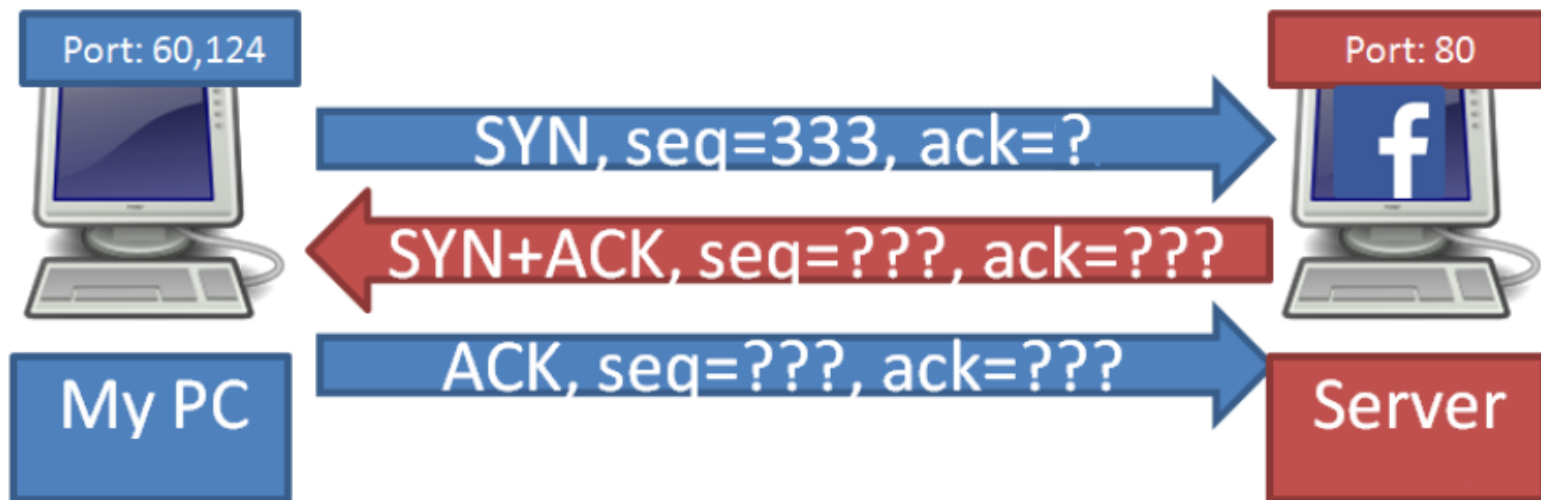 Port: 60,124
Port: 80
SYN, seq=333, ack=?
f
SYN+ACK, seq=???, ack=???
ACK, seq=???, ack=???
My PC
Server